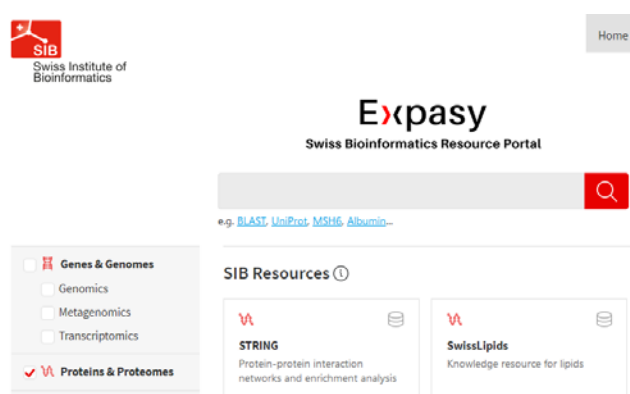 SIB
Swiss Institute of
Bioinformatics
Home
Expasy
Swiss Bioinformatics Resource Portal
e.g. BLAST, UniProt, MSH6, Albumin...
Genes & Genomes
Genomics
Metagenomics
Transcriptomics
Proteins & Proteomes
SIB Resources
STRING
Protein-protein interaction
networks and enrichment analysis
SwissLipids
Knowledge resource for lipids